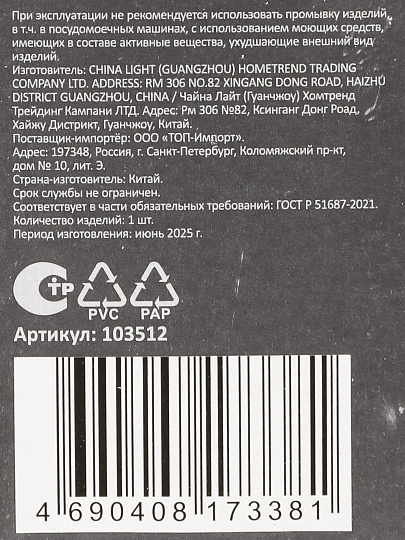 При эксплуатации не рекомендуется использовать промывку изделий,
в т.ч. в посудомоечных машинах, с использованием моющих средств,
имеющих в составе активные вещества, ухудшающие внешний вид
изделий.
Изготовитель: CHINA LIGHT (GUANGZHOU) HOMETREND TRADING
COMPANY LTD. ADDRESS: RM 306 NO.82 XINGANG DONG ROAD, HAIZHU
DISTRICT GUANGZHOU, CHINA / Чайна Лайт (Гуанчжоу) Хомтренд
Трейдинг Кампани ЛТД. Адрес: Рм 306 №82, Ксинганг Донг Роад,
Хайжу Дистрикт, Гуанчжоу, Китай.
Поставщик-импортёр: ООО «ТОП-Импорт».
Адрес: 197348, Россия, г. Санкт-Петербург, Коломяжский пр-кт,
дом № 10, лит. Э.
Страна-изготовитель: Китай.
Срок службы не ограничен.
Соответствует в части обязательных требований: ГОСТ Р 51687-2021.
Количество изделий: 1 шт.
Период изготовления: июнь 2025 г.
СТР
PVC PAP
Артикул: 103512
4 690408 173381